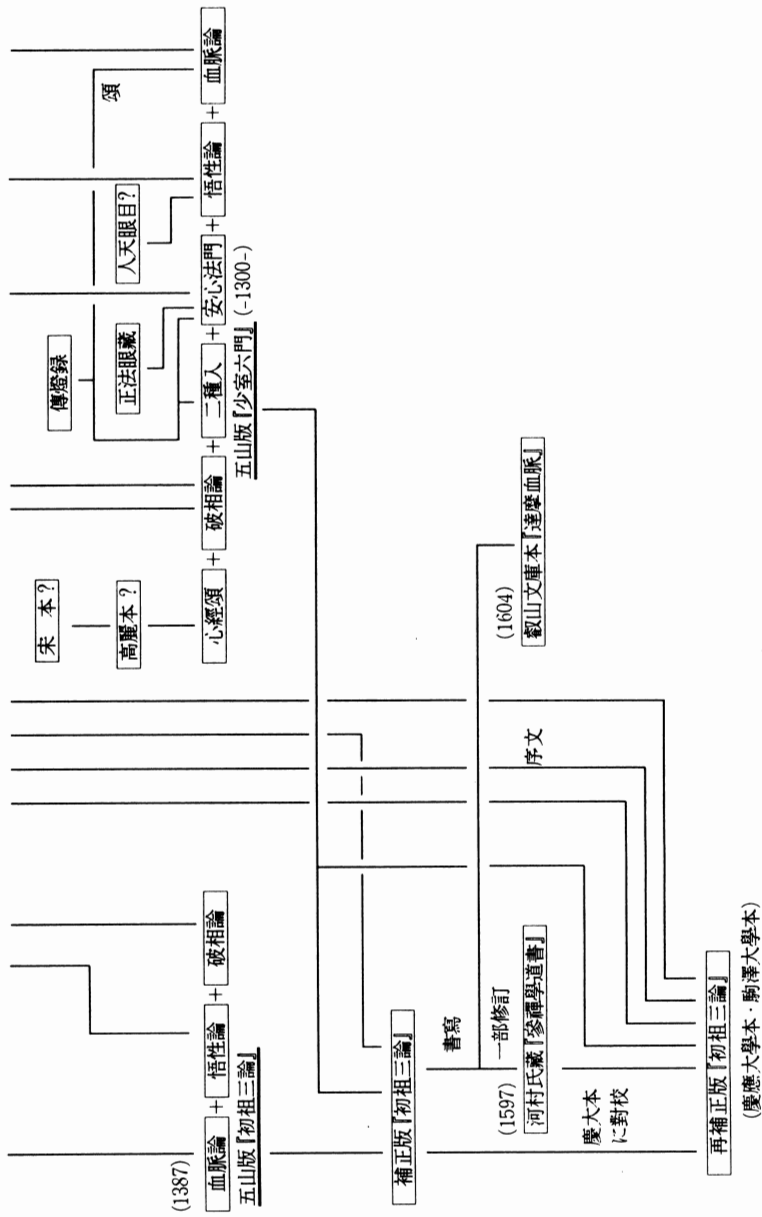 宋本?
高麗本?
傳燈録
正法眼藏
人天眼目?
頌
心經頌 + 破相論 + 二種入 + 安心法門 + 悟性論 + 血脈論
五山版『少室六門』 (-1300-)
(1387)
血脈論 + 悟性論 + 破相論
五山版『初祖三論』
補正版『初祖三論』
書寫
一部修訂
(1597)
河村氏藏『參禪學道書』
(1604)
叡山文庫本『達摩血脈』
序文
慶大本
に對校
再補正版『初祖三論』
(慶應大學本・駒澤大學本)